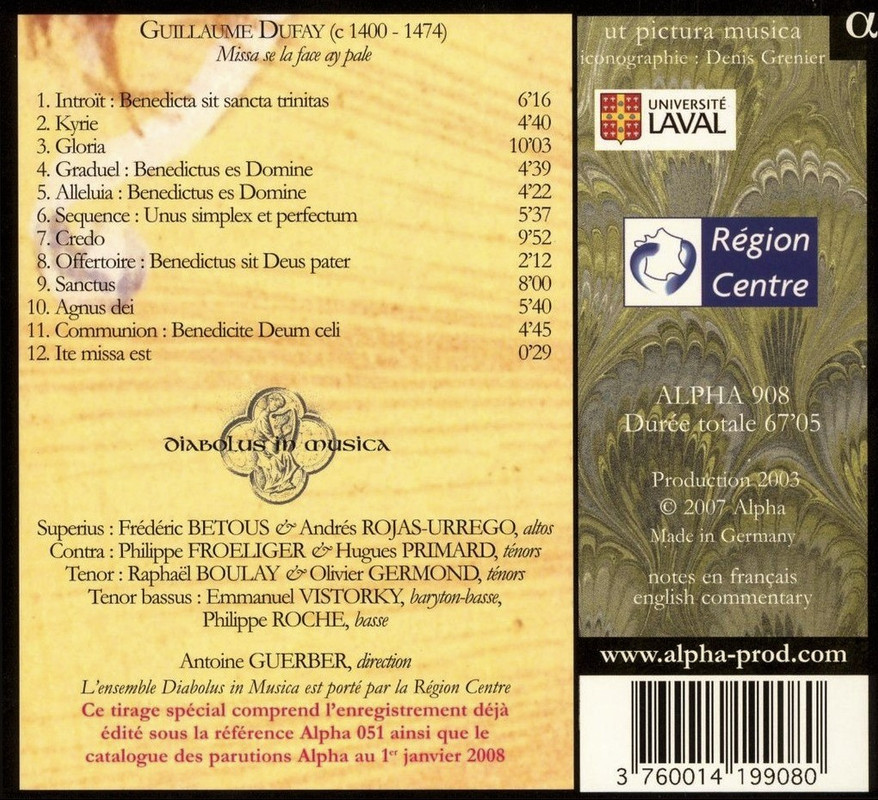 GUILLAUME DUFAY (c 1400 - 1474)
Missa se la face ay pale
1. Introït : Benedicta sit sancta trinitas 6'16
2. Kyrie 4'40
3. Gloria 10'03
4. Graduel : Benedictus es Domine 4'39
5. Alleluia : Benedictus es Domine 4'22
6. Sequence : Unus simplex et perfectum 5'37
7. Credo 9'52
8. Offertoire : Benedictus sit Deus pater 2'12
9. Sanctus 8'00
10. Agnus dei 5'40
11. Communion : Benedicite Deum celi 4'45
12. Ite missa est 0'29
diabolus in musica
Superius : Frédéric BETOUS & Andrés ROJAS-URREGO, altos
Contra : Philippe FROELIGER & Hugues PRIMARD, ténors
Tenor : Raphaël BOULAY & Olivier GERMOND, ténors
Tenor bassus : Emmanuel VISTORKY, baryton-basse,
Philippe ROCHE, basse
Antoine GUERBER, direction
L'ensemble Diabolus in Musica est porté par la Région Centre
Ce tirage spécial comprend l'enregistrement déjà
édité sous la référence Alpha 051 ainsi que le
catalogue des parutions Alpha au 1er janvier 2008
α
ut pictura musica
iconographie : Denis Grenier
UNIVERSITÉ
LAVAL
Région
Centre
ALPHA 908
Durée totale 67'05
Production 2003
© 2007 Alpha
Made in Germany
notes en français
english commentary
www.alpha-prod.com
3 760014 199080